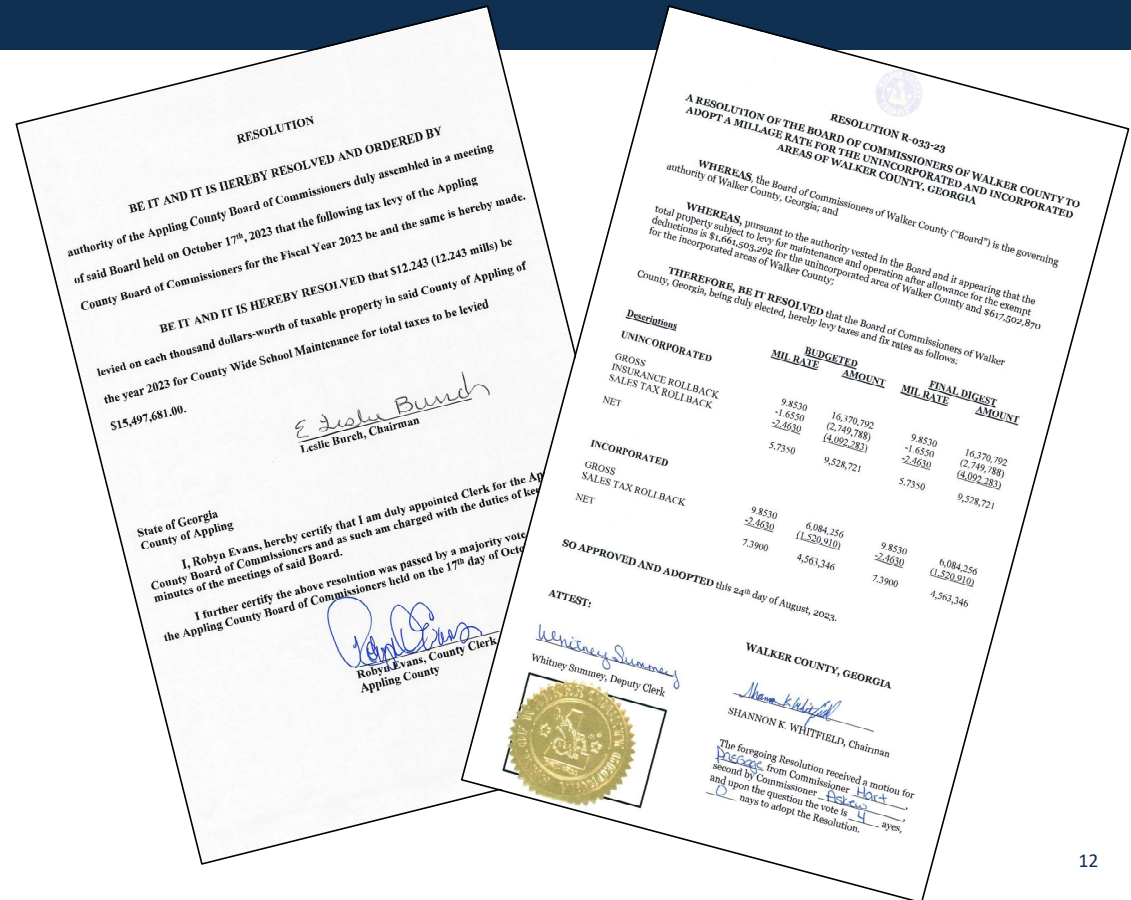 RESOLUTION
BE IT AND IT IS HEREBY RESOLVED AND ORDERED BY
authority of the Appling County Board of Commissioners duly assembled in a meeting
of said Board held on October 17th, 2023 that the following tax levy of the Appling
County Board of Commissioners for the Fiscal Year 2023 be and the same is hereby made.
BE IT AND IT IS HEREBY RESOLVED that $12.243 (12.243 mills) be
levied on each thousand dollars-worth of taxable property in said County of Appling of
the year 2023 for County Wide School Maintenance for total taxes to be levied
$15,497,681.00.
E Leslie Burch
Leslie Burch, Chairman
State of Georgia
County of Appling
I, Robyn Evans, hereby certify that I am duly appointed Clerk for the Ap
County Board of Commissioners and as such am charged with the duties of kee
minutes of the meetings of said Board.
I further certify the above resolution was passed by a majority vote
the Appling County Board of Commissioners held on the 17th day of Octo
Robyn Evans
Robyn Evans, County Clerk
Appling County
RESOLUTION R-033-23
A RESOLUTION OF THE BOARD OF COMMISSIONERS OF WALKER COUNTY TO
ADOPT A MILLAGE RATE FOR THE UNINCORPORATED AND INCORPORATED
AREAS OF WALKER COUNTY, GEORGIA
WHEREAS, the Board of Commissioners of Walker County ("Board") is the governing
authority of Walker County, Georgia; and
WHEREAS, pursuant to the authority vested in the Board and it appearing that the
total property subject to levy for maintenance and operation after allowance for the exempt
deductions is $1,661,503,292 for the unincorporated area of Walker County and $617,502,870
for the incorporated areas of Walker County;
THEREFORE, BE IT RESOLVED that the Board of Commissioners of Walker
County, Georgia, being duly elected, hereby levy taxes and fix rates as follows:
BUDGETED FINAL DIGEST
Descriptions MIL RATE AMOUNT MIL RATE AMOUNT
UNINCORPORATED
GROSS 9.8530 16,370,792 9.8530 16,370,792
INSURANCE ROLLBACK -1.6550 (2,749,788) -1.6550 (2,749,788)
SALES TAX ROLLBACK -2.4630 (4,092,283) -2.4630 (4,092,283)
NET 5.7350 9,528,721 5.7350 9,528,721
INCORPORATED
GROSS 9.8530 6,084,256 9.8530 6,084,256
SALES TAX ROLLBACK -2.4630 (1,520,910) -2.4630 (1,520,910)
NET 7.3900 4,563,346 7.3900 4,563,346
SO APPROVED AND ADOPTED this 24th day of August, 2023.
ATTEST:
Whitney Summey
Whitney Summey, Deputy Clerk
WALKER COUNTY, GEORGIA
Shannon K Whitfield
SHANNON K. WHITFIELD, Chairman
The foregoing Resolution received a motion for
passage from Commissioner Hart,
second by Commissioner Askew,
and upon the question the vote is 4 ayes,
0 nays to adopt the Resolution.
12